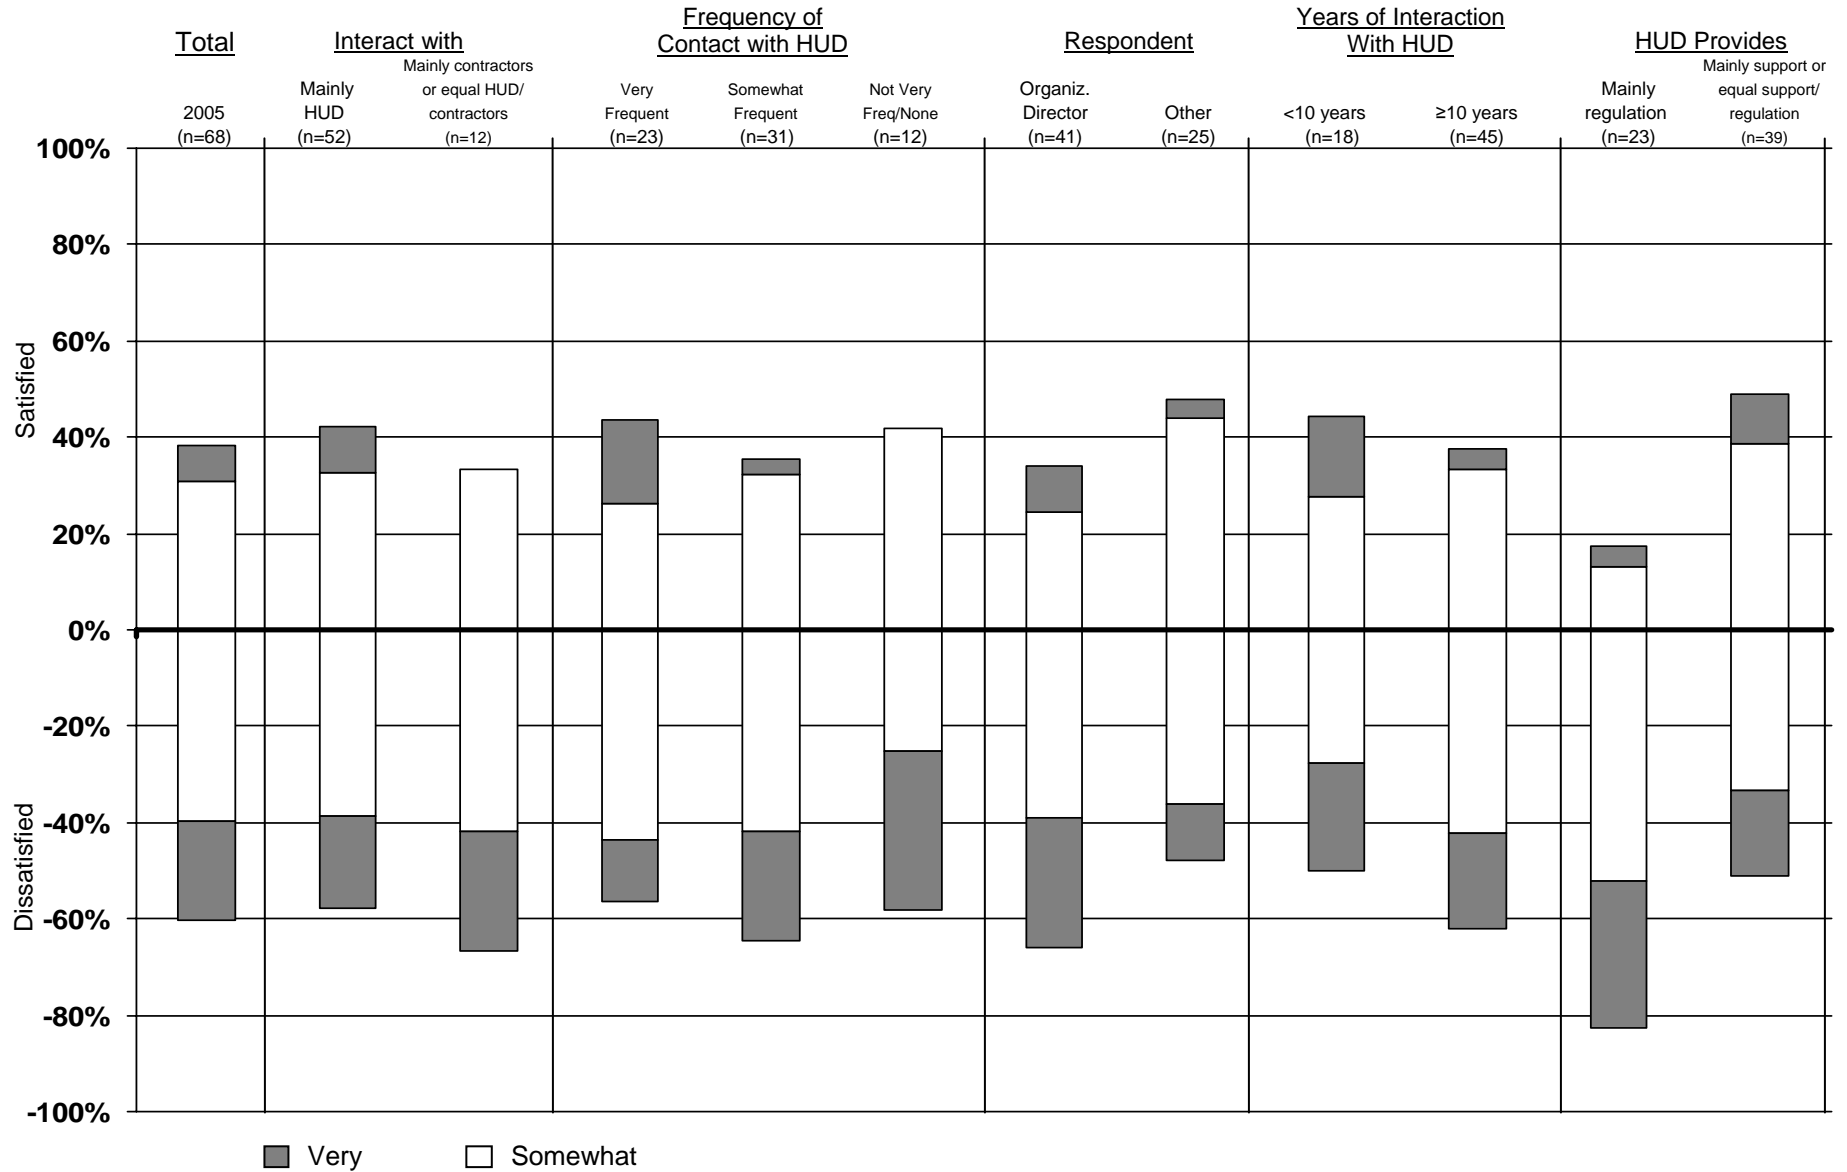 Total
Interact with
Frequency of
Contact with HUD
Respondent
Years of Interaction
With HUD
HUD Provides
2005
(n=68)
Mainly
HUD
(n=52)
Mainly contractors
or equal HUD/
contractors
(n=12)
Very
Frequent
(n=23)
Somewhat
Frequent
(n=31)
Not Very
Freq/None
(n=12)
Organiz.
Director
(n=41)
Other
(n=25)
<10 years
(n=18)
≥10 years
(n=45)
Mainly
regulation
(n=23)
Mainly support or
equal support/
regulation
(n=39)
100%
80%
60%
40%
20%
0%
-20%
-40%
-60%
-80%
-100%
Satisfied
Dissatisfied
Very
Somewhat